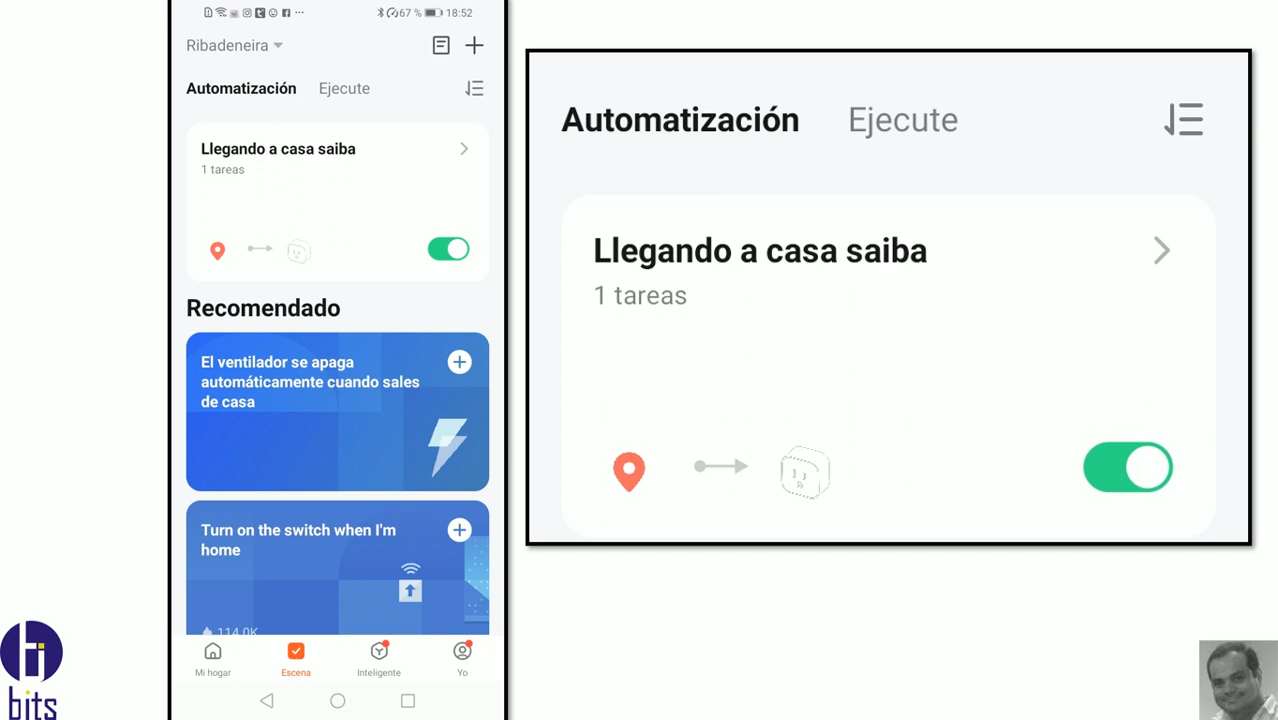 67 % 18:52
Ribadeneira
Automatización Ejecute
Llegando a casa saiba
1 tareas
Recomendado
El ventilador se apaga
automáticamente cuando sales
de casa
Turn on the switch when I'm
home
114.0K
Mi hogar Escena Inteligente Yo
Automatización Ejecute
Llegando a casa saiba
1 tareas
hi
bits